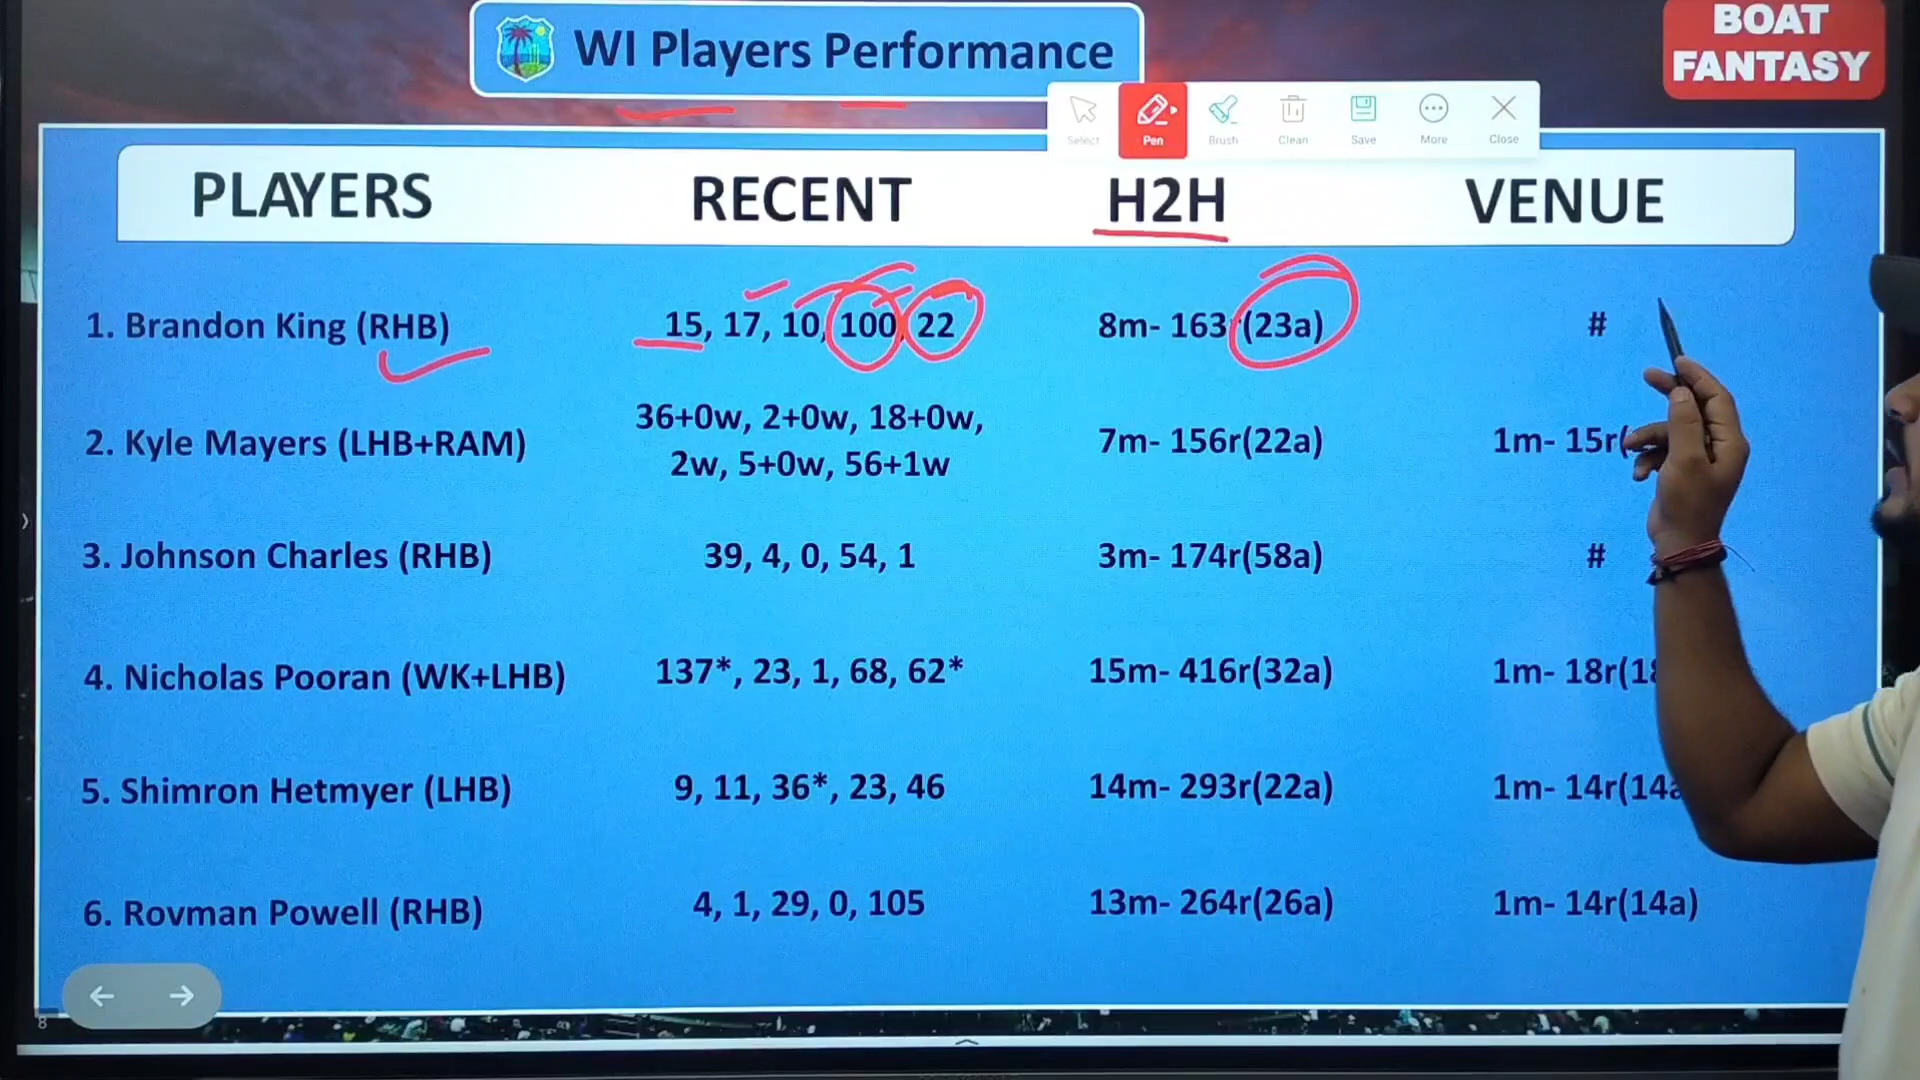 WI Players Performance
BOAT
FANTASY
Select
Pen
Brush
Clean
Save
More
Close
PLAYERS RECENT H2H VENUE
1. Brandon King (RHB) 15, 17, 10, 100, 22 8m- 163r(23a) #
2. Kyle Mayers (LHB+RAM) 36+0w, 2+0w, 18+0w, 7m- 156r(22a) 1m- 15r(
2w, 5+0w, 56+1w
3. Johnson Charles (RHB) 39, 4, 0, 54, 1 3m- 174r(58a) #
4. Nicholas Pooran (WK+LHB) 137*, 23, 1, 68, 62* 15m- 416r(32a) 1m- 18r(18
5. Shimron Hetmyer (LHB) 9, 11, 36*, 23, 46 14m- 293r(22a) 1m- 14r(14a
6. Rovman Powell (RHB) 4, 1, 29, 0, 105 13m- 264r(26a) 1m- 14r(14a)
8